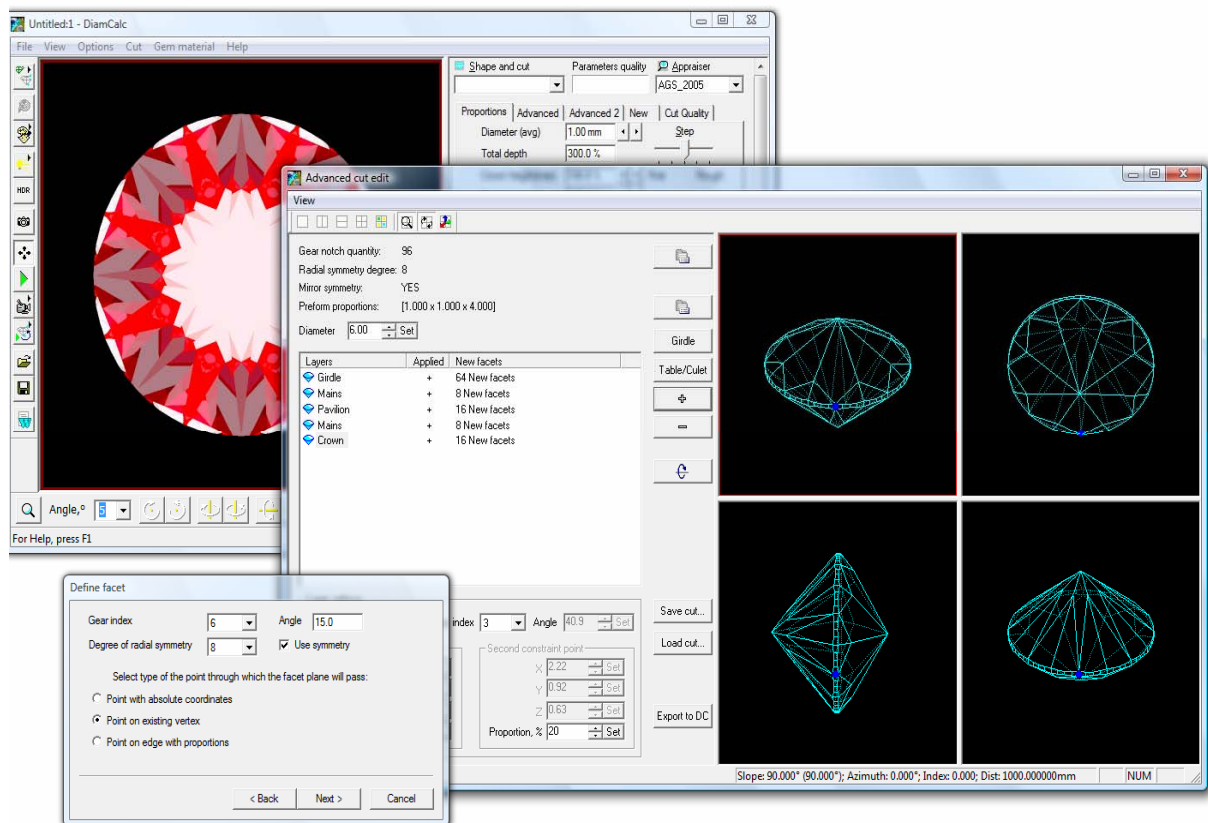 Untitled:1 - DiamCalc
File View Options Cut Gem material Help
Shape and cut Parameters quality Appraiser
AGS_2005
Proportions Advanced Advanced 2 New Cut Quality
Diameter (avg) 1.00 mm Step
Total depth 300.0 %
HDR
Angle,° 5
For Help, press F1
Advanced cut edit
View
Gear notch quantity: 96
Radial symmetry degree: 8
Mirror symmetry: YES
Preform proportions: [1.000 x 1.000 x 4.000]
Diameter 6.00 Set
Layers Applied New facets
Girdle + 64 New facets
Mains + 8 New facets
Pavilion + 16 New facets
Mains + 8 New facets
Crown + 16 New facets
Girdle
Table/Culet
index 3 Angle 40.9 Set
Second constraint point
X 2.22 Set
Y 0.92 Set
Z 0.63 Set
Proportion, % 20 Set
Save cut...
Load cut...
Export to DC
Slope: 90.000° (90.000°); Azimuth: 0.000°; Index: 0.000; Dist: 1000.000000mm NUM
Define facet
Gear index 6 Angle 15.0
Degree of radial symmetry 8 Use symmetry
Select type of the point through which the facet plane will pass:
Point with absolute coordinates
Point on existing vertex
Point on edge with proportions
< Back Next > Cancel